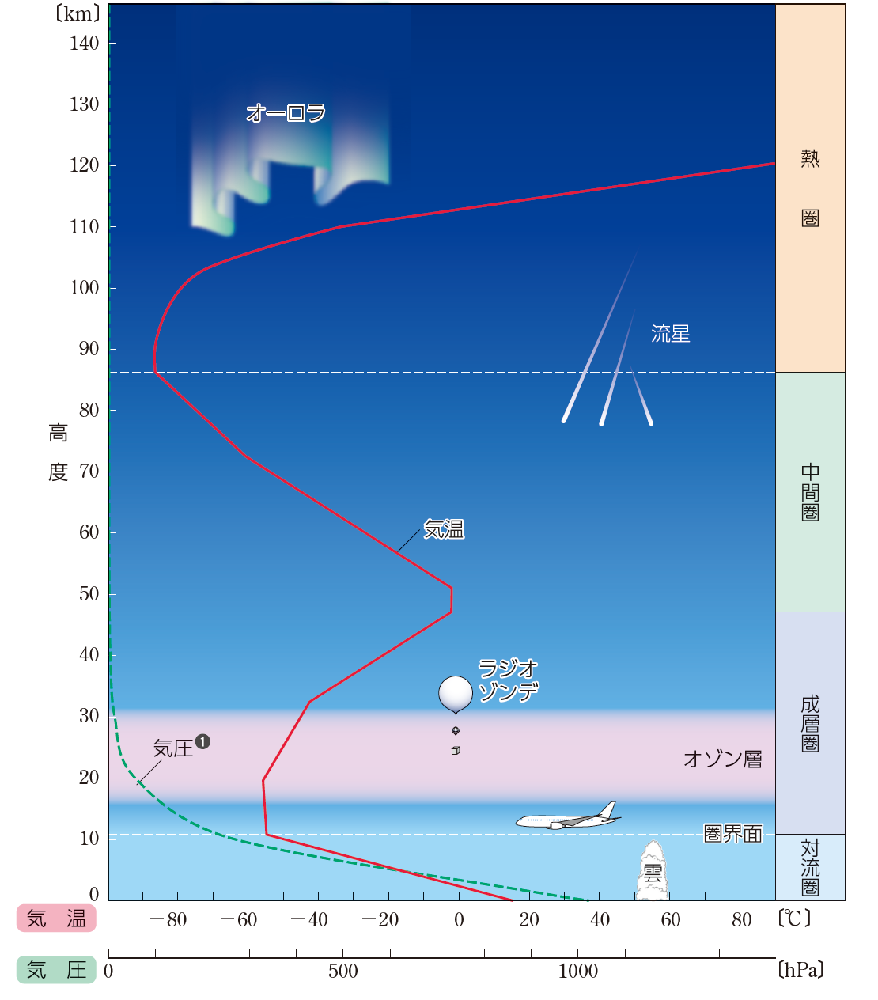 〔km〕
140
130
120
110
100
90
80
70
60
50
40
30
20
10
0
高度
オーロラ
流星
気温
ラジオ
ゾンデ
気圧❶
オゾン層
圏界面
雲
熱圏
中間圏
成層圏
対流圏
気温 −80 −60 −40 −20 0 20 40 60 80 〔℃〕
気圧 0 500 1000 〔hPa〕